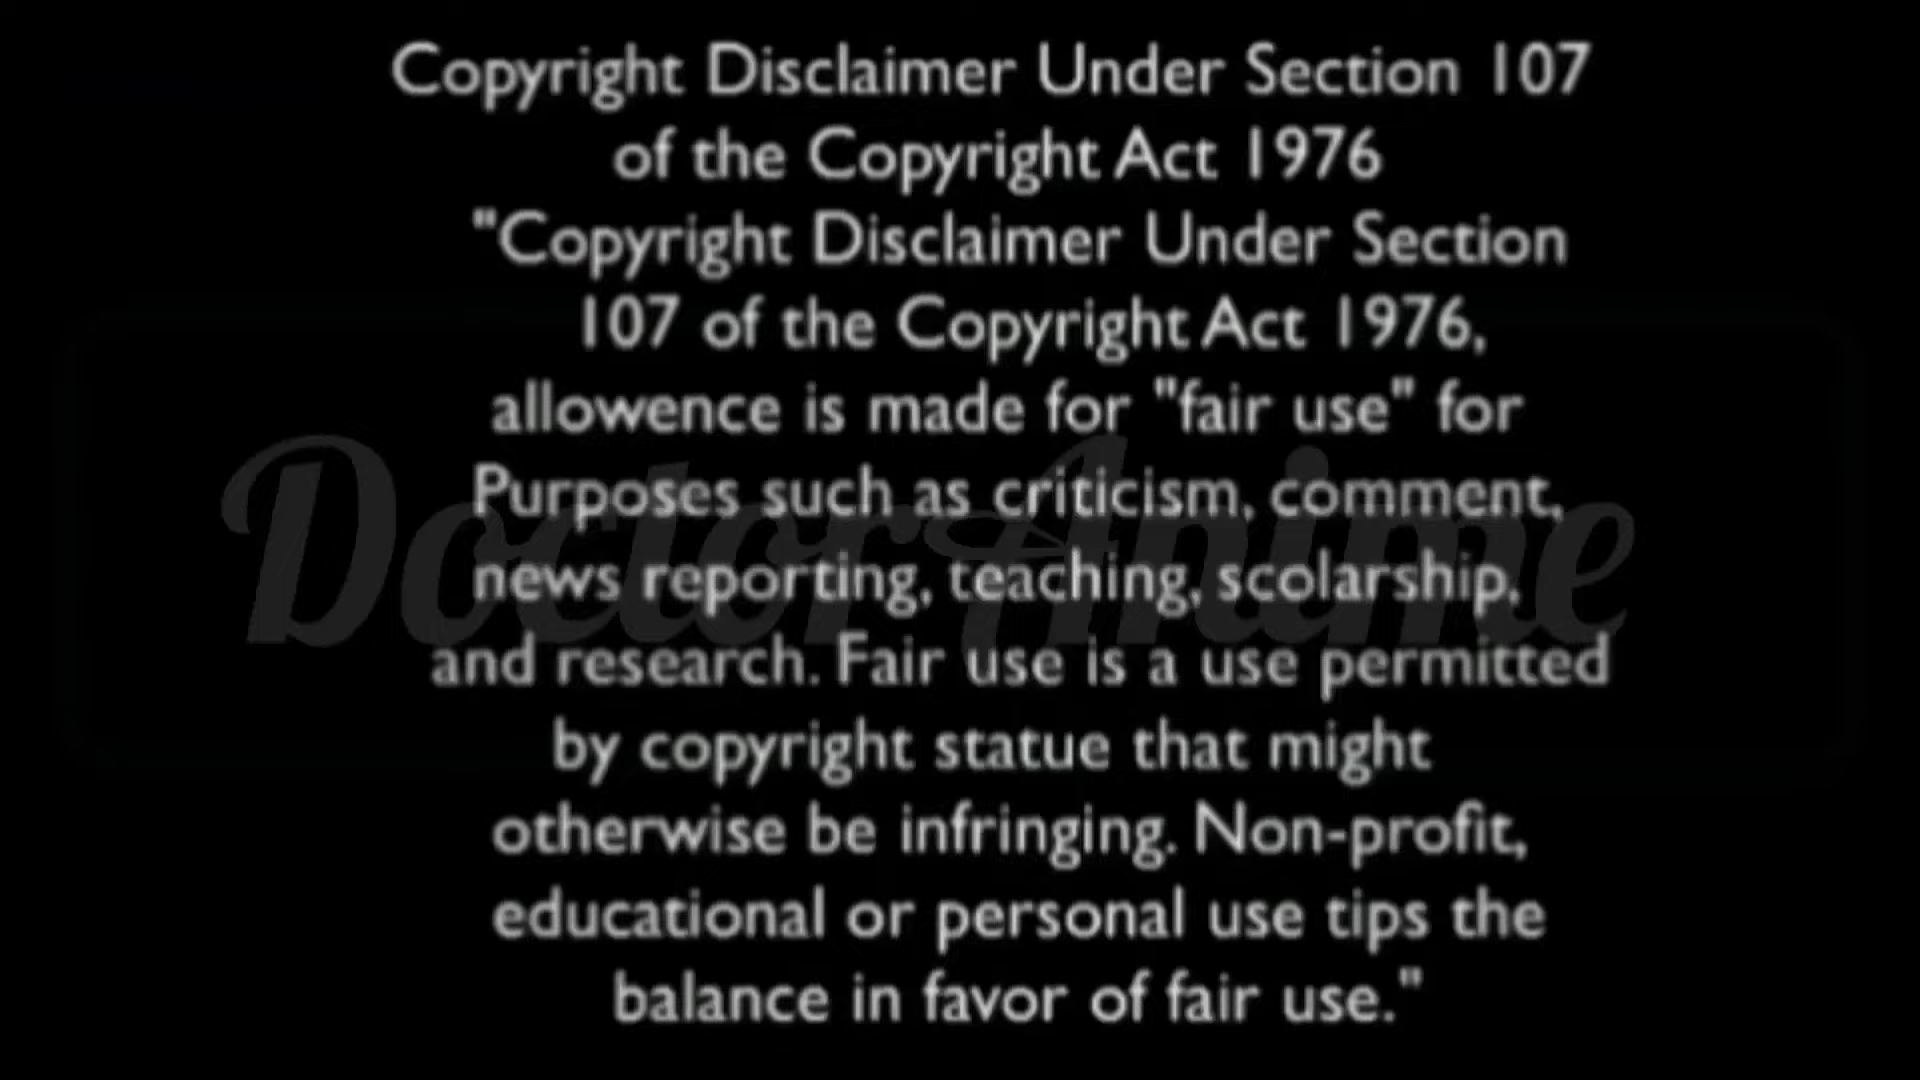 Copyright Disclaimer Under Section 107
of the Copyright Act 1976
"Copyright Disclaimer Under Section
107 of the Copyright Act 1976,
allowence is made for "fair use" for
Purposes such as criticism, comment,
news reporting, teaching, scolarship,
and research. Fair use is a use permitted
by copyright statue that might
otherwise be infringing. Non-profit,
educational or personal use tips the
balance in favor of fair use."
Doctor Anime